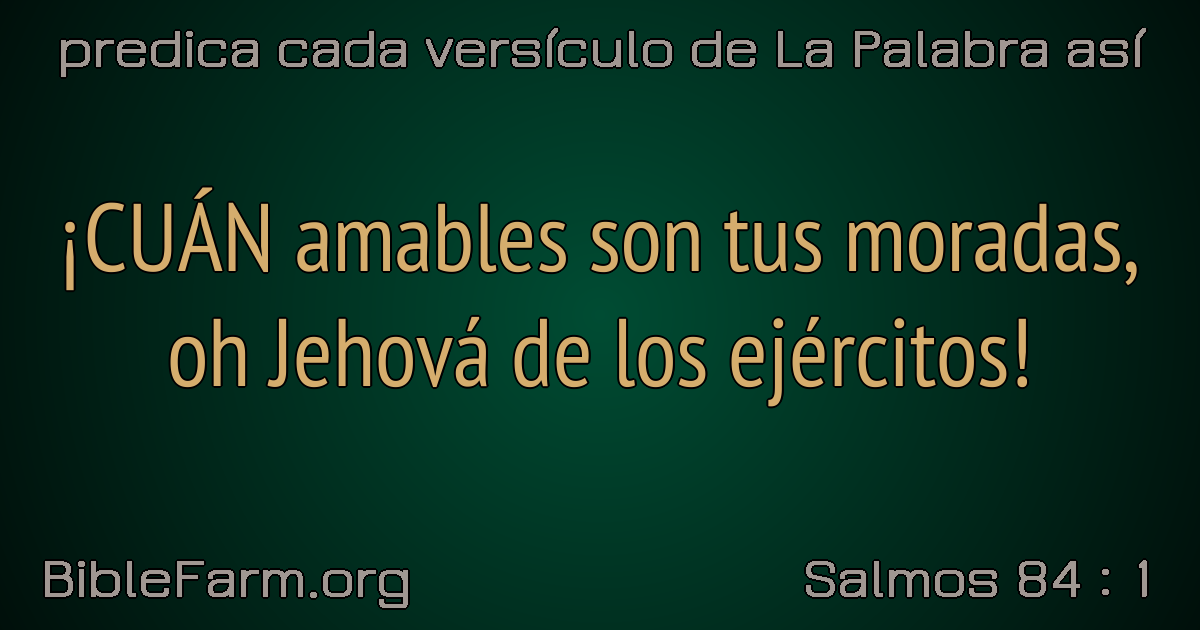 predica cada versículo de La Palabra así
¡CUÁN amables son tus moradas,
oh Jehová de los ejércitos!
BibleFarm.org
Salmos 84 : 1